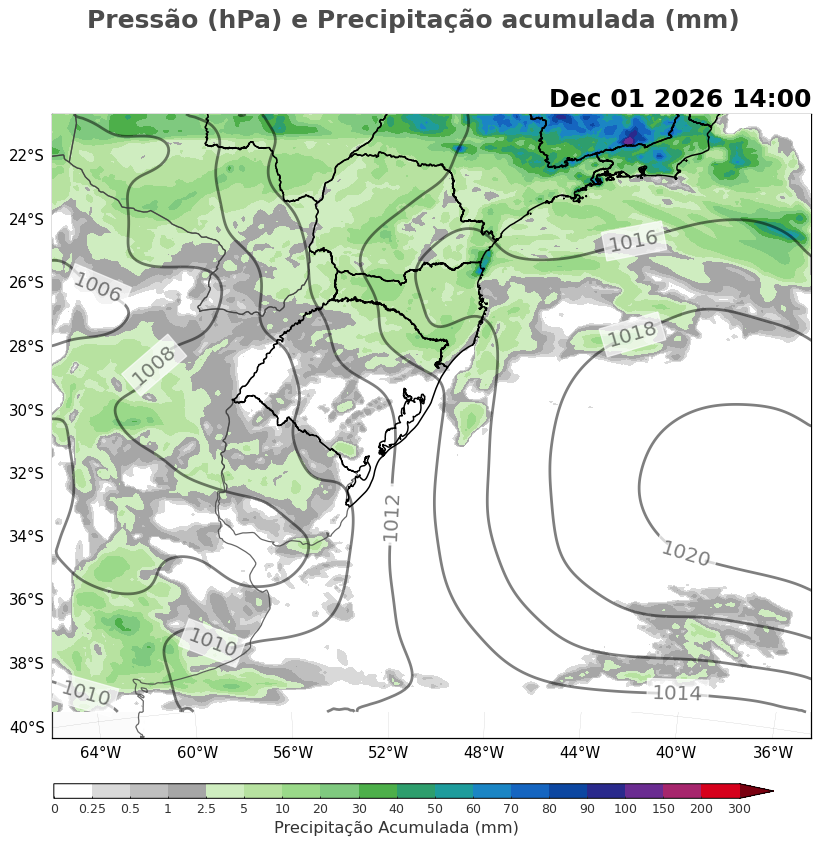 Pressão (hPa) e Precipitação acumulada (mm)
Dec 01 2026 14:00
22°S
24°S
26°S
28°S
30°S
32°S
34°S
36°S
38°S
40°S
1016
1006
1018
1008
1012
1020
1010
1010
1014
64°W 60°W 56°W 52°W 48°W 44°W 40°W 36°W
0 0.25 0.5 1 2.5 5 10 20 30 40 50 60 70 80 90 100 150 200 300
Precipitação Acumulada (mm)